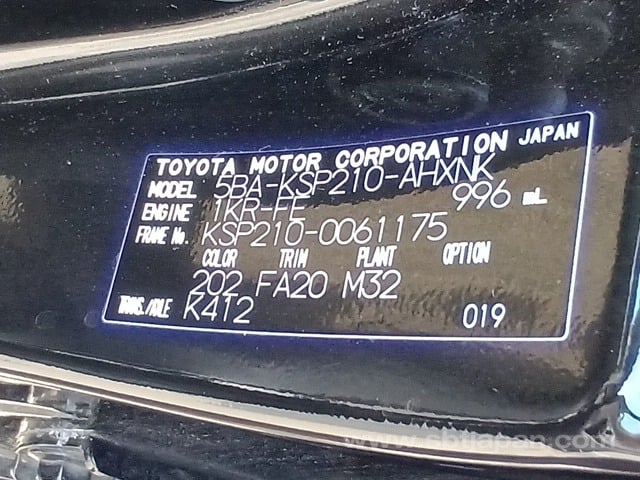 TOYOTA MOTOR CORPORATION JAPAN
MODEL 5BA-KSP210-AHXNK
ENGINE 1KR-FE 996 mL
FRAME No. KSP210-0061175
COLOR TRIM PLANT OPTION
202 FA20 M32
TRANS./AXLE K412 019
www.sbtjapan.com